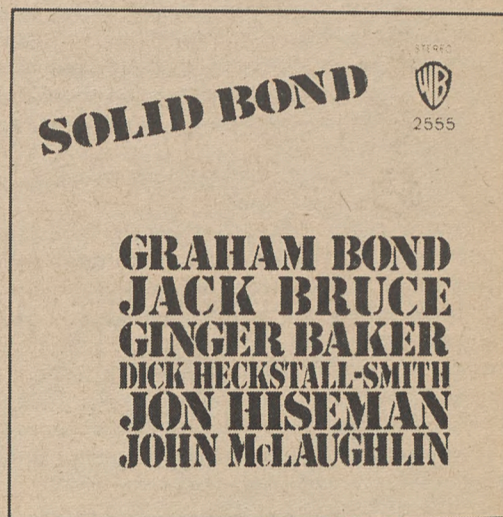 STEREO
WB
SOLID BOND
2555
GRAHAM BOND
JACK BRUCE
GINGER BAKER
DICK HECKSTALL-SMITH
JON HISEMAN
JOHN McLAUGHLIN